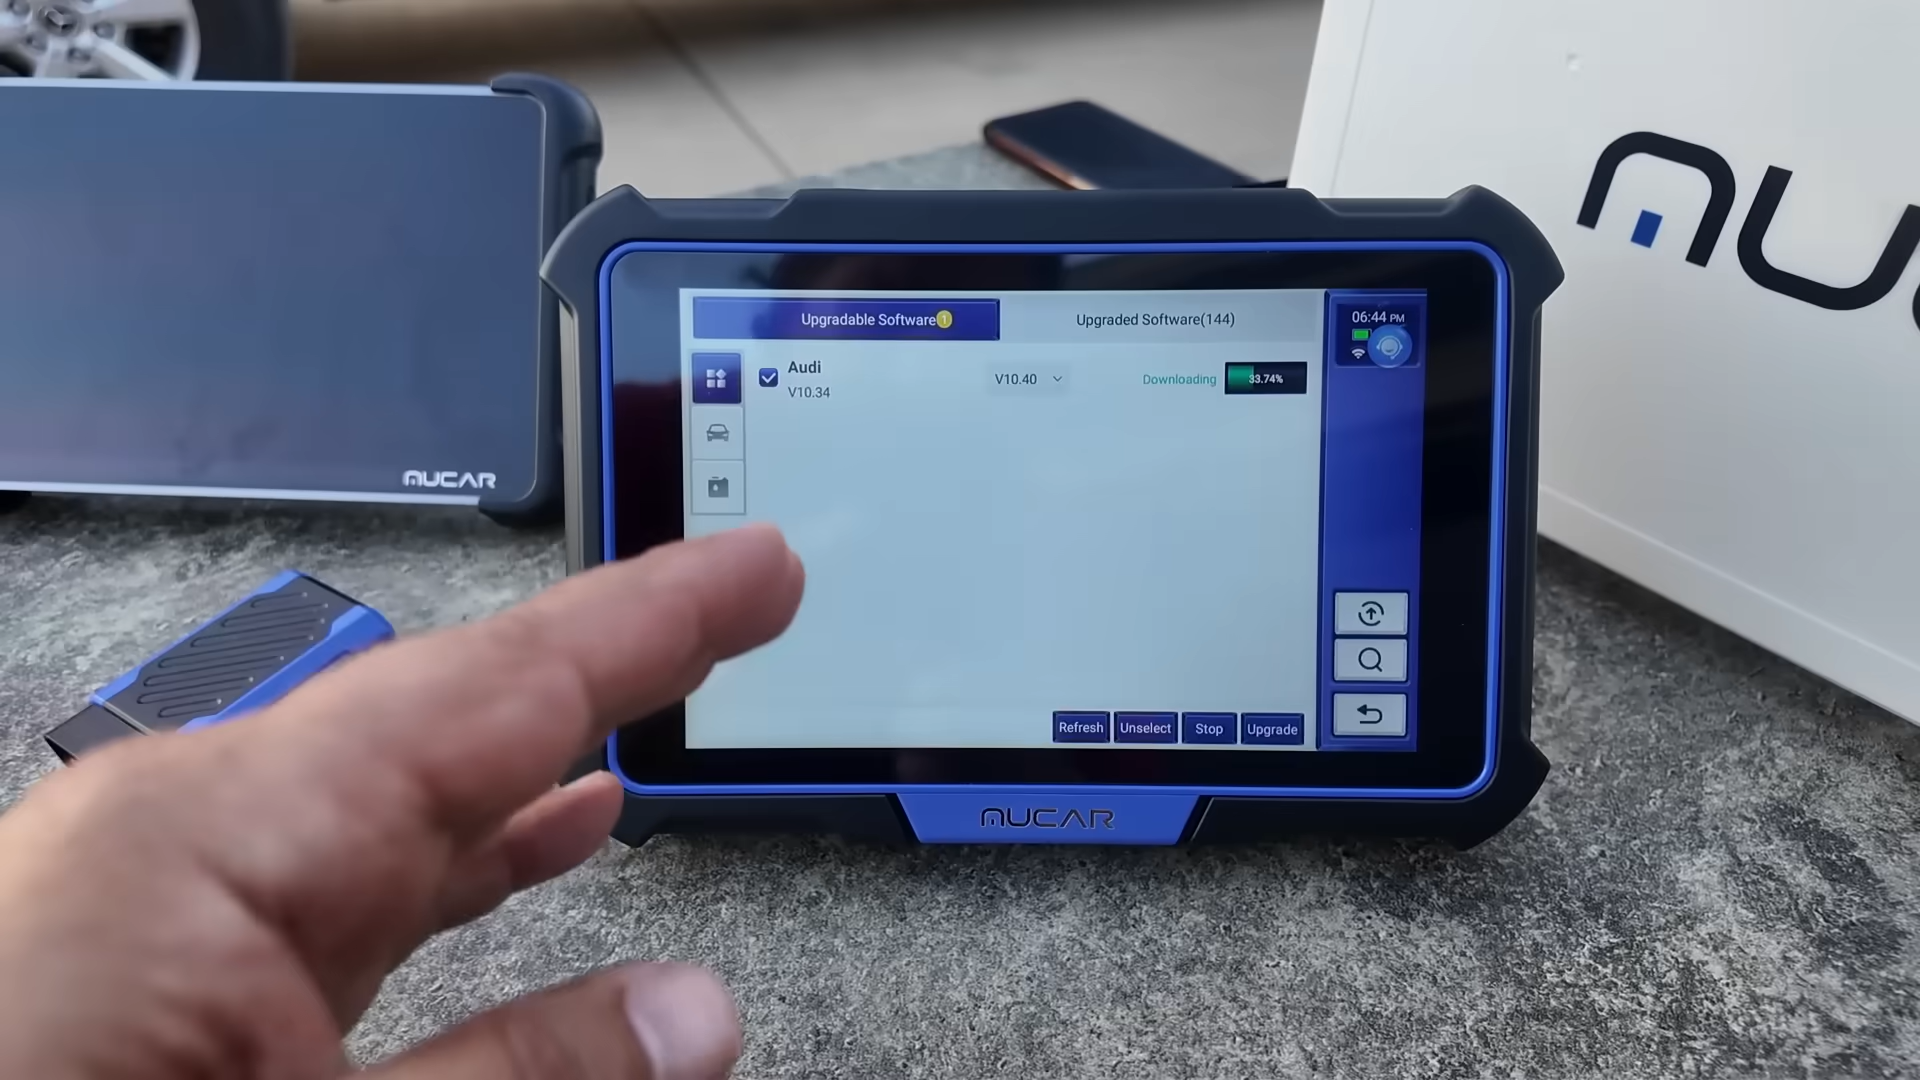 MUCAR
Upgradable Software 1
Upgraded Software(144)
06:44 PM
Audi
V10.34
V10.40
Downloading
33.74%
Refresh
Unselect
Stop
Upgrade
MUCAR